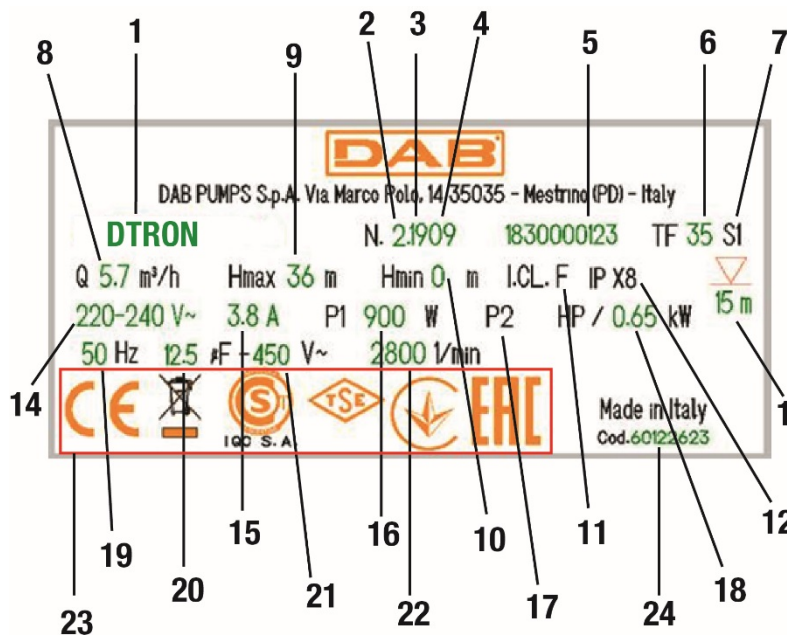 1 2 3 4 5 6 7
8 9
DAB
DAB PUMPS S.p.A. Via Marco Polo, 14 35035 - Mestrino (PD) - Italy
DTRON N. 2.1909 1830000123 TF 35 S1
Q 5.7 m³/h Hmax 36 m Hmin 0 m I.CL. F IP X8
220-240 V~ 3.8 A P1 900 W P2 HP / 0.65 kW 15 m
50 Hz 12.5 µF - 450 V~ 2800 1/min
14
CE S T TSE EAC
IQC S.A.
Made in Italy
Cod.60122623
1
15 16 10 11 12
19 20 21 22 17 18
23 24